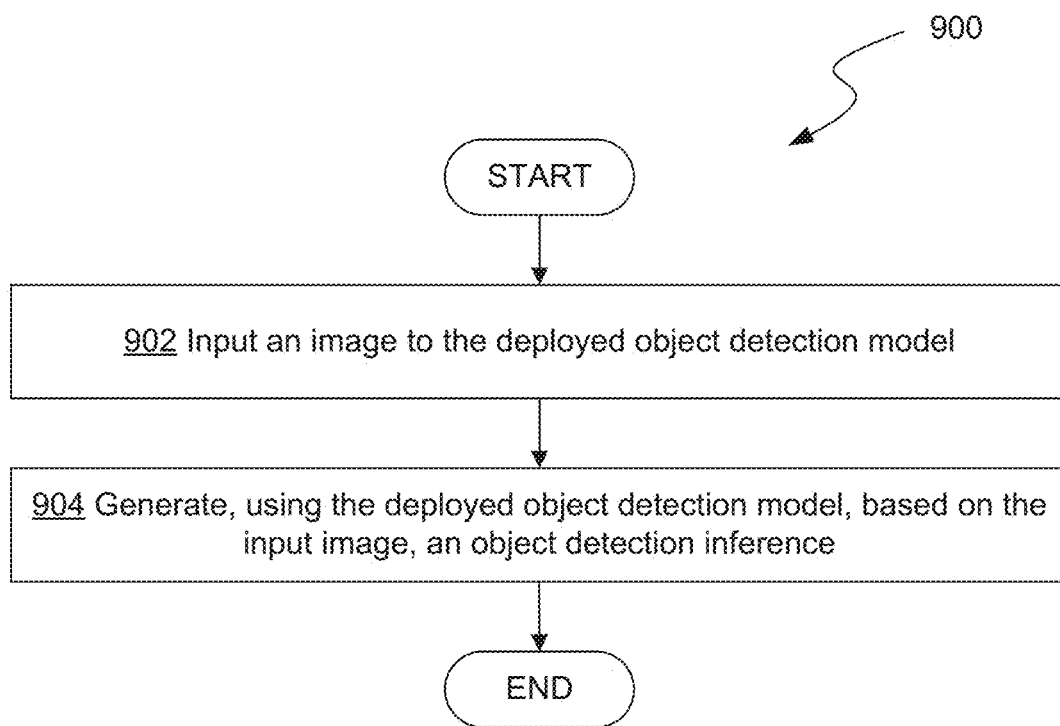 900
START
902 Input an image to the deployed object detection model
904 Generate, using the deployed object detection model, based on the
input image, an object detection inference
END